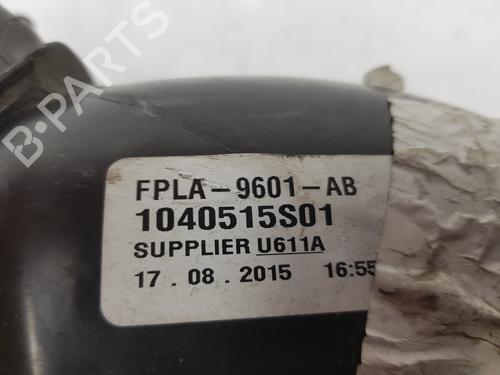 B-PARTS
FPLA-9601-AB
1040515S01
SUPPLIER U611A
17.08.2015 16:55